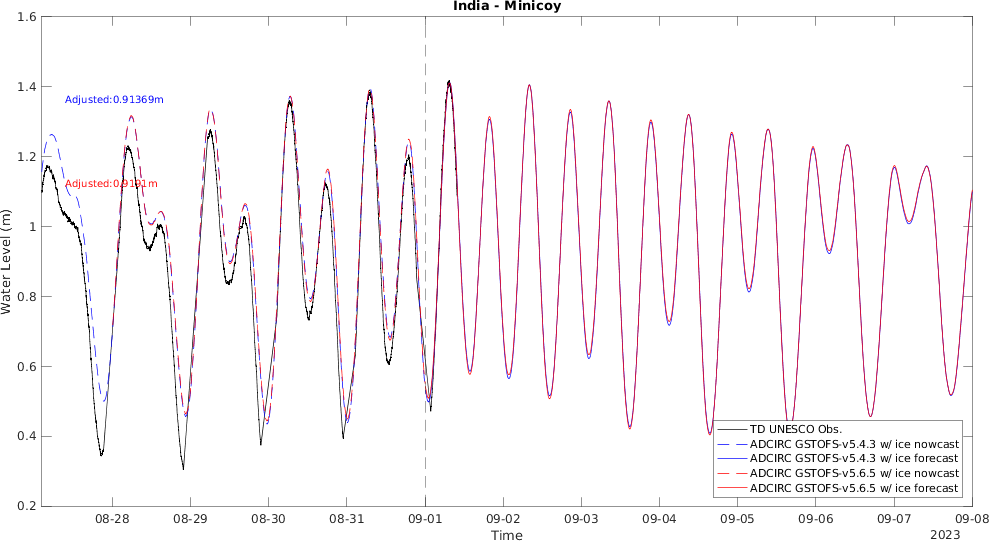 India - Minicoy
1.6
1.4
1.2
1
0.8
0.6
0.4
0.2
Water Level (m)
Adjusted:0.91369m
Adjusted:0.9191m
TD UNESCO Obs.
ADCIRC GSTOFS-v5.4.3 w/ ice nowcast
ADCIRC GSTOFS-v5.4.3 w/ ice forecast
ADCIRC GSTOFS-v5.6.5 w/ ice nowcast
ADCIRC GSTOFS-v5.6.5 w/ ice forecast
08-28 08-29 08-30 08-31 09-01 09-02 09-03 09-04 09-05 09-06 09-07 09-08
Time
2023